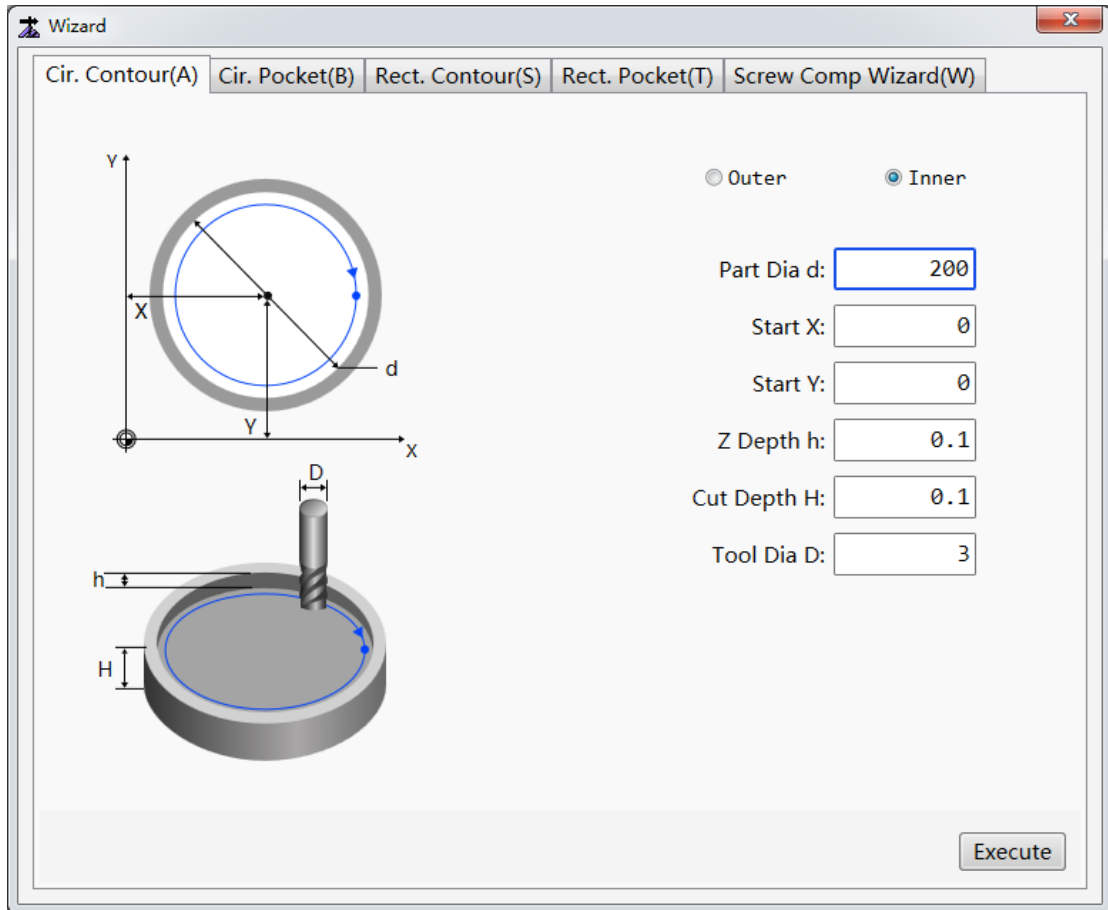 Wizard
Cir. Contour(A) Cir. Pocket(B) Rect. Contour(S) Rect. Pocket(T) Screw Comp Wizard(W)
Y
X
d
Y
X
D
h
H
Outer Inner
Part Dia d: 200
Start X: 0
Start Y: 0
Z Depth h: 0.1
Cut Depth H: 0.1
Tool Dia D: 3
Execute